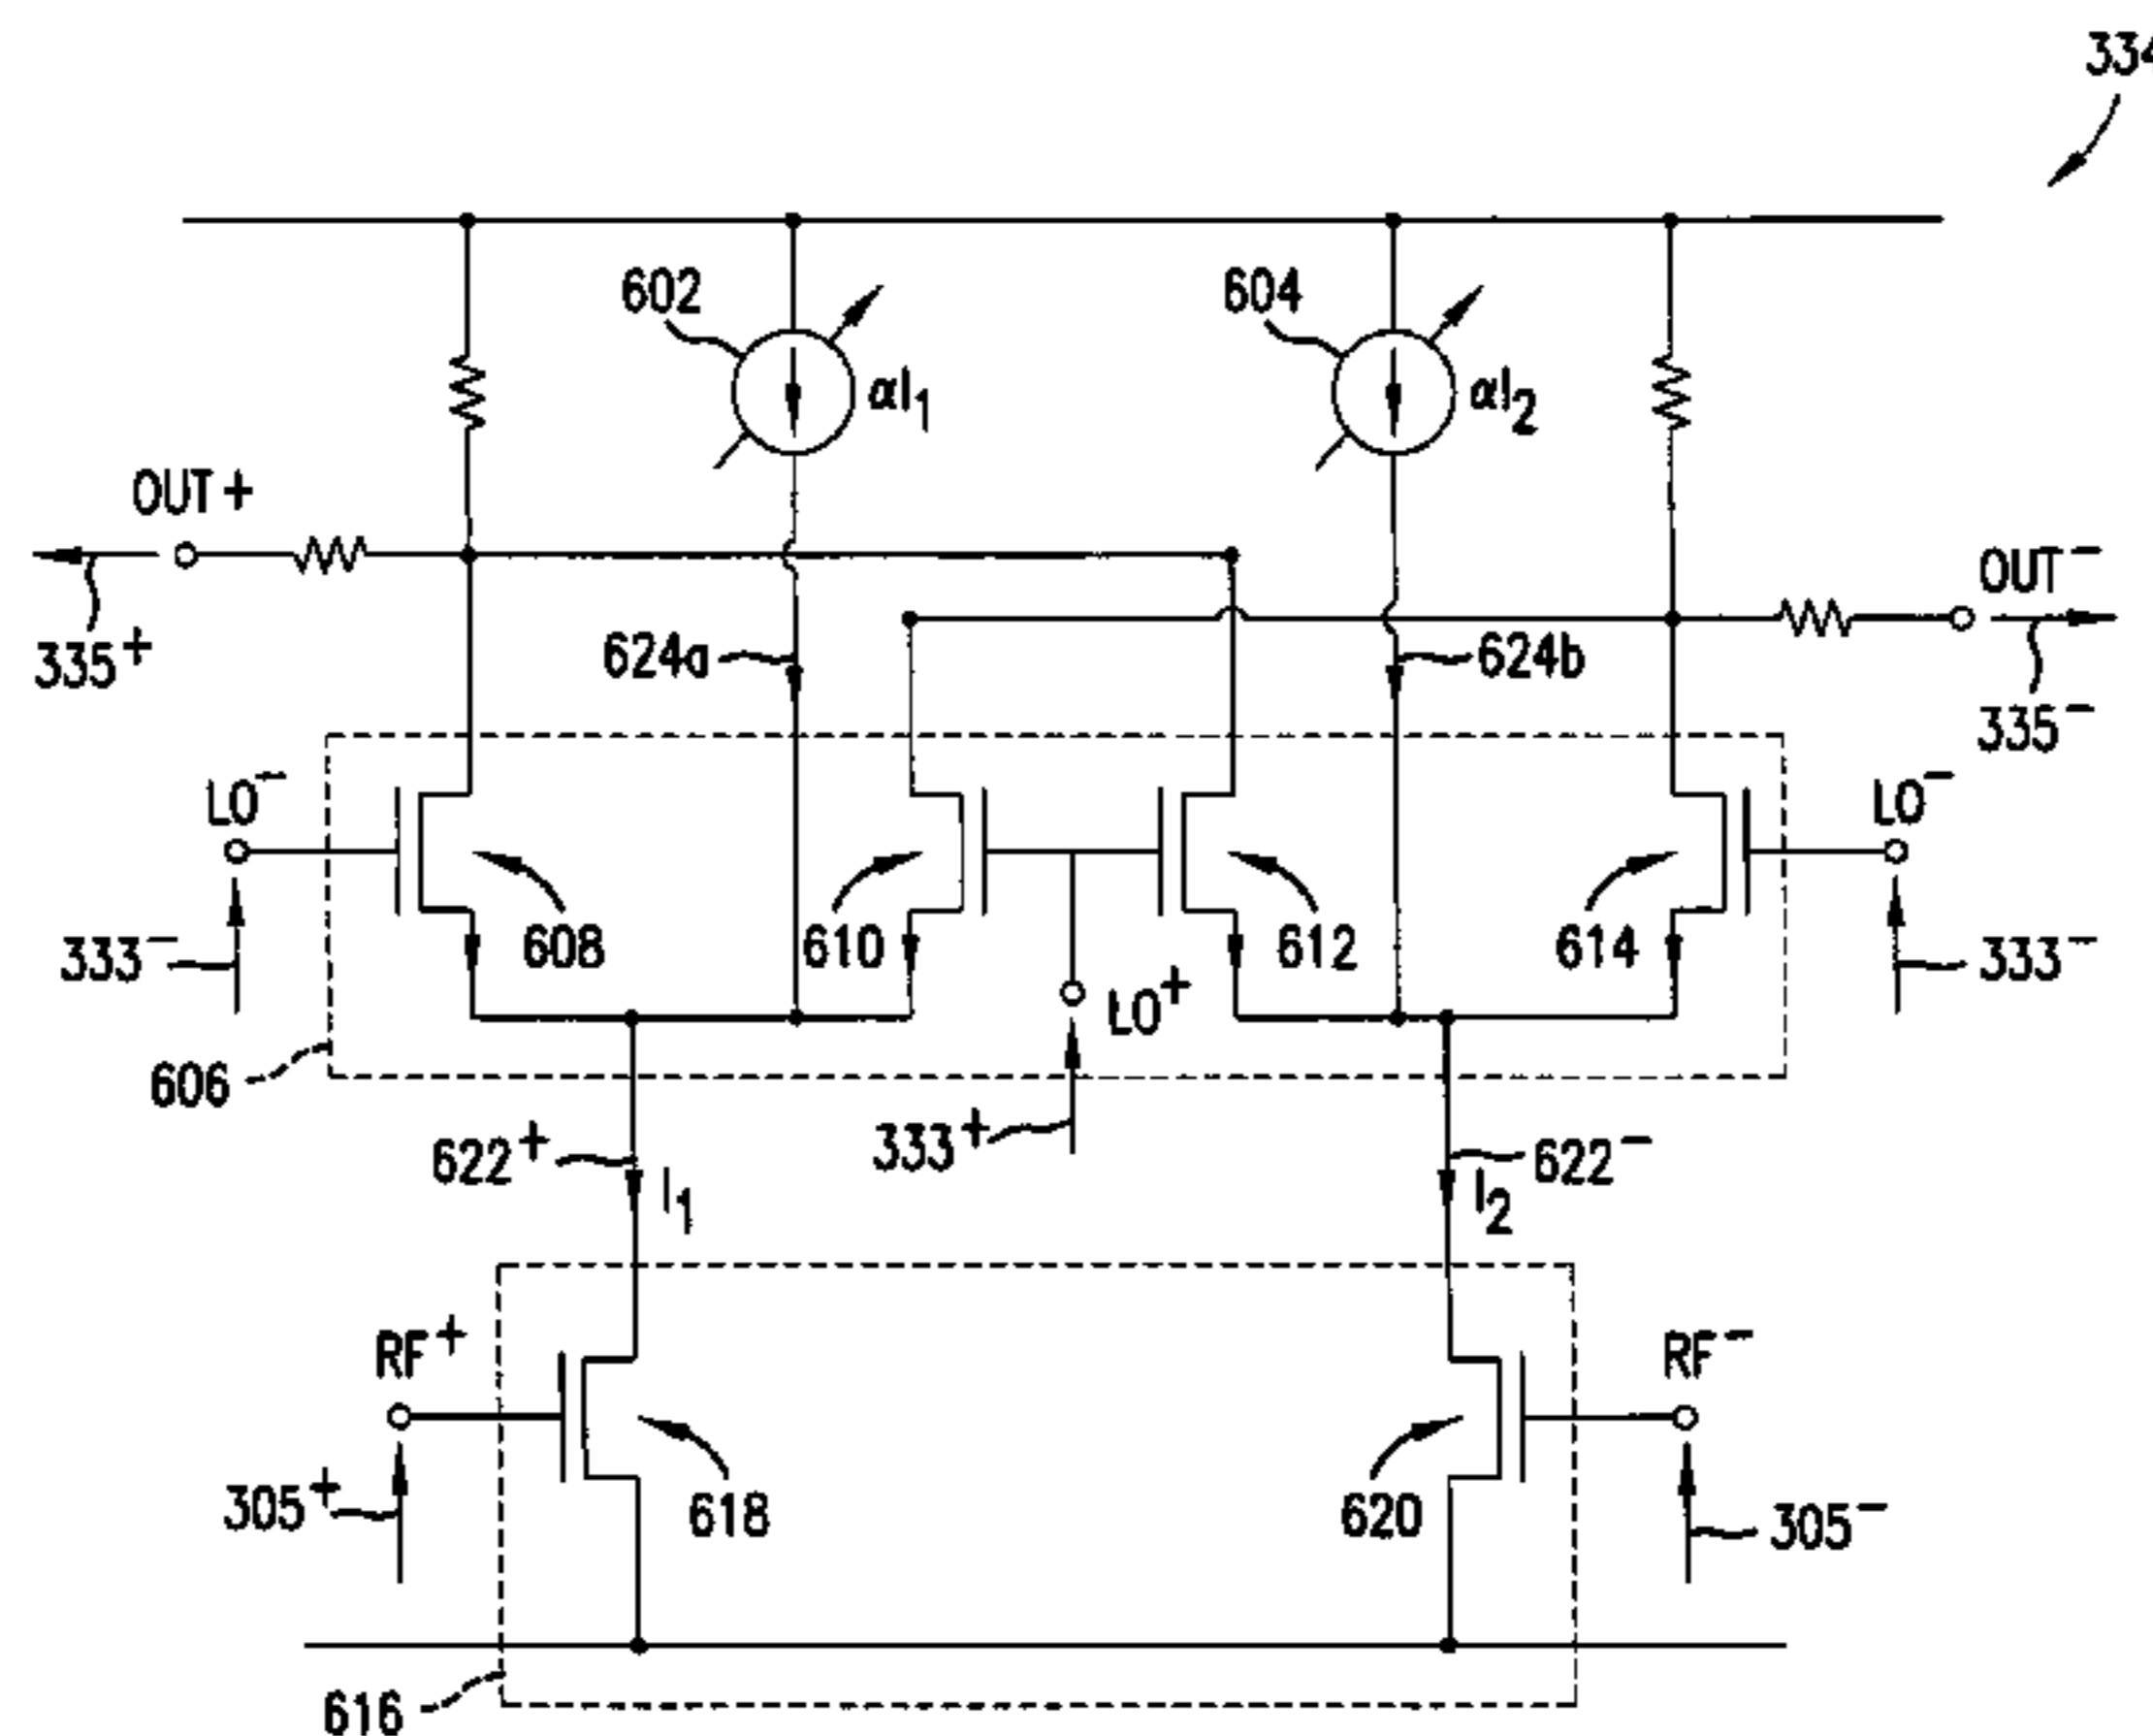 334
602
αI₁
604
αI₂
OUT+
335⁺
624a
624b
OUT⁻
335⁻
LO⁻
333⁻
608
610
LO⁺
612
614
LO⁻
333⁻
606
333⁺
622⁺
I₁
I₂
622⁻
RF⁺
305⁺
618
620
RF⁻
305⁻
616